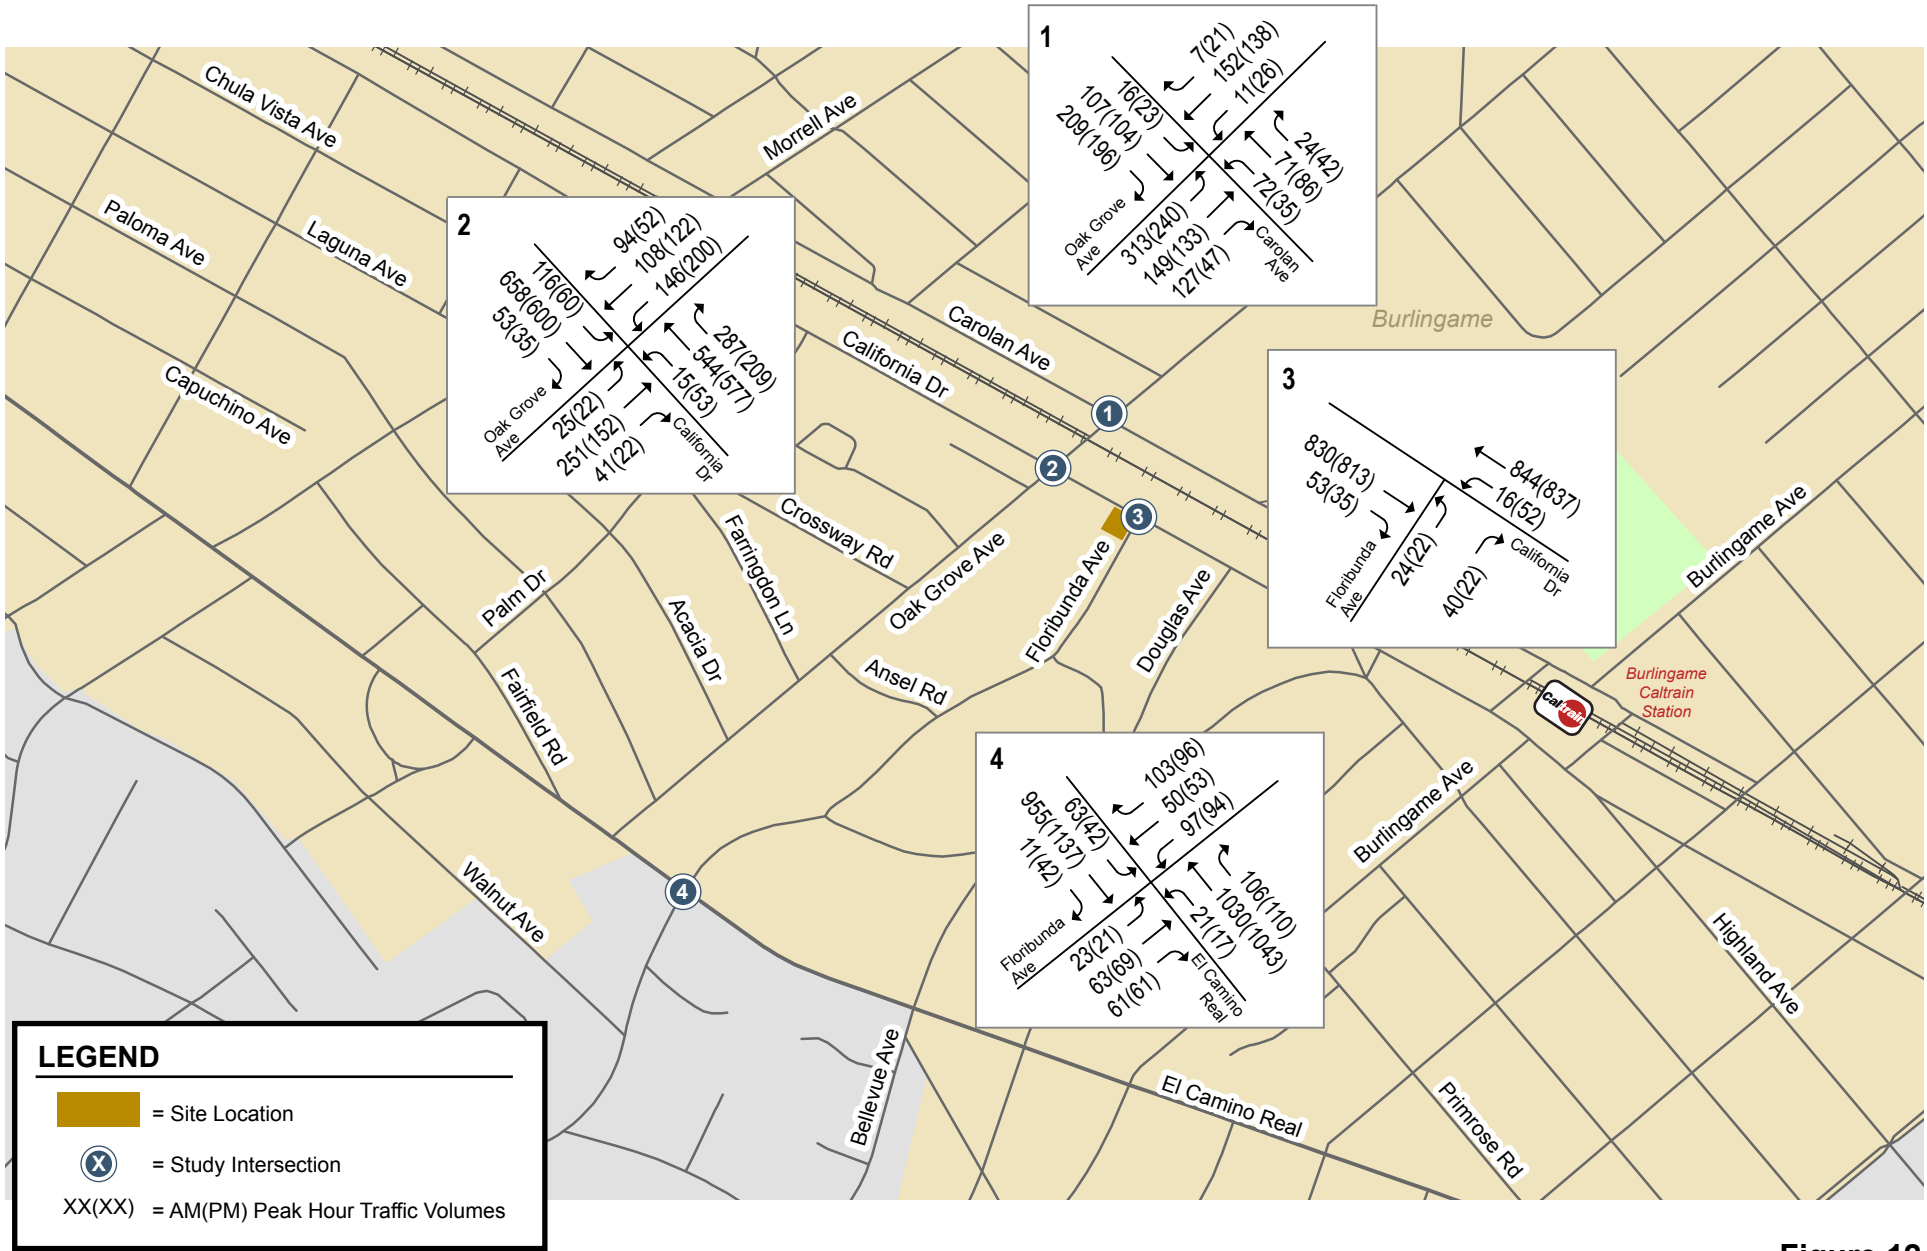 1
7(21)
152(138)
11(26)
16(23)
107(104)
209(196)
24(42)
71(86)
72(35)
313(240)
149(133)
127(47)
Oak Grove
Ave
Carolan
Ave
2
94(52)
108(122)
146(200)
116(60)
658(600)
53(35)
287(209)
544(577)
15(53)
25(22)
251(152)
41(22)
Oak Grove
Ave
California
Dr
3
830(813)
53(35)
844(837)
16(52)
24(22)
40(22)
Floribunda
Ave
California
Dr
4
103(96)
50(53)
97(94)
63(42)
955(1137)
11(42)
106(110)
1030(1043)
21(17)
23(21)
63(69)
61(61)
Floribunda
Ave
El Camino
Real
Chula Vista Ave
Morrell Ave
Paloma Ave
Laguna Ave
Capuchino Ave
Carolan Ave
California Dr
Burlingame
1
2
3
4
Crossway Rd
Farringdon Ln
Oak Grove Ave
Floribunda Ave
Douglas Ave
Burlingame Ave
Palm Dr
Acacia Dr
Ansel Rd
Fairfield Rd
Burlingame
Caltrain
Station
Caltrain
Burlingame Ave
Walnut Ave
Highland Ave
Bellevue Ave
El Camino Real
Primrose Rd
LEGEND
= Site Location
X = Study Intersection
XX(XX) = AM(PM) Peak Hour Traffic Volumes